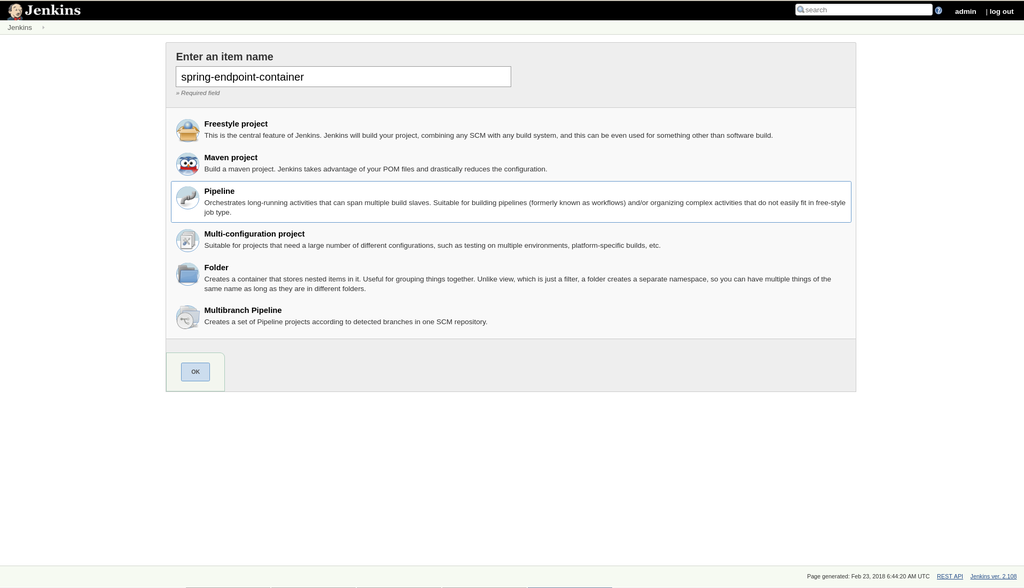 Jenkins
search
admin
| log out
Jenkins ›
Enter an item name
spring-endpoint-container
» Required field
Freestyle project
This is the central feature of Jenkins. Jenkins will build your project, combining any SCM with any build system, and this can be even used for something other than software build.
Maven project
Build a maven project. Jenkins takes advantage of your POM files and drastically reduces the configuration.
Pipeline
Orchestrates long-running activities that can span multiple build slaves. Suitable for building pipelines (formerly known as workflows) and/or organizing complex activities that do not easily fit in free-style
job type.
Multi-configuration project
Suitable for projects that need a large number of different configurations, such as testing on multiple environments, platform-specific builds, etc.
Folder
Creates a container that stores nested items in it. Useful for grouping things together. Unlike view, which is just a filter, a folder creates a separate namespace, so you can have multiple things of the
same name as long as they are in different folders.
Multibranch Pipeline
Creates a set of Pipeline projects according to detected branches in one SCM repository.
OK
Page generated: Feb 23, 2018 6:44:20 AM UTC REST API Jenkins ver. 2.108